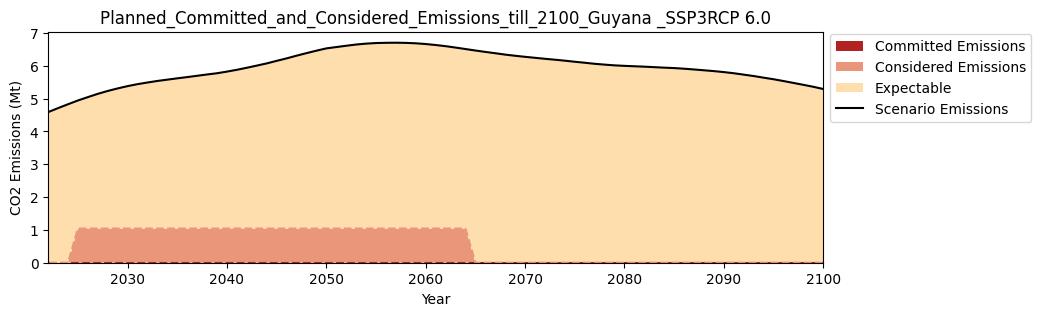 Planned_Committed_and_Considered_Emissions_till_2100_Guyana _SSP3RCP 6.0
7
6
5
4
3
2
1
0
CO2 Emissions (Mt)
2030 2040 2050 2060 2070 2080 2090 2100
Year
Committed Emissions
Considered Emissions
Expectable
Scenario Emissions